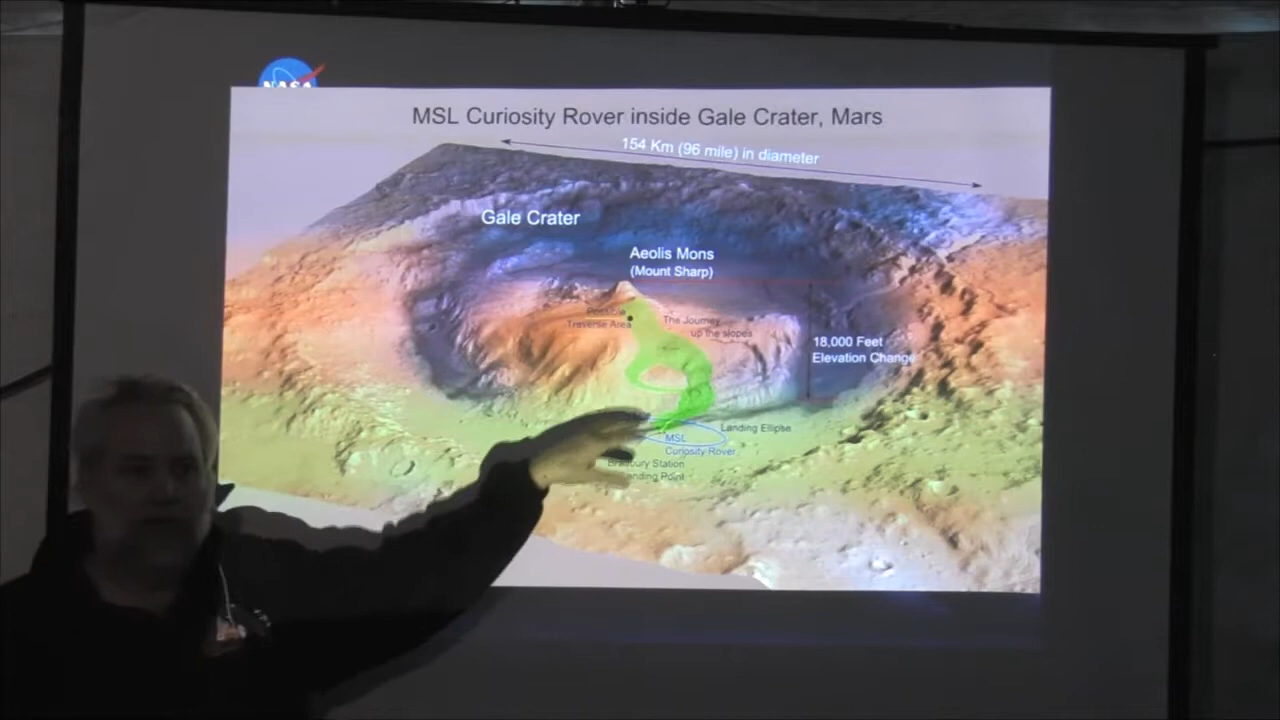 NASA
MSL Curiosity Rover inside Gale Crater, Mars
154 Km (96 mile) in diameter
Gale Crater
Aeolis Mons
(Mount Sharp)
Possible
Traverse Area
The Journey
up the slopes
18,000 Feet
Elevation Change
Landing Ellipse
MSL
Curiosity Rover
Station
Point